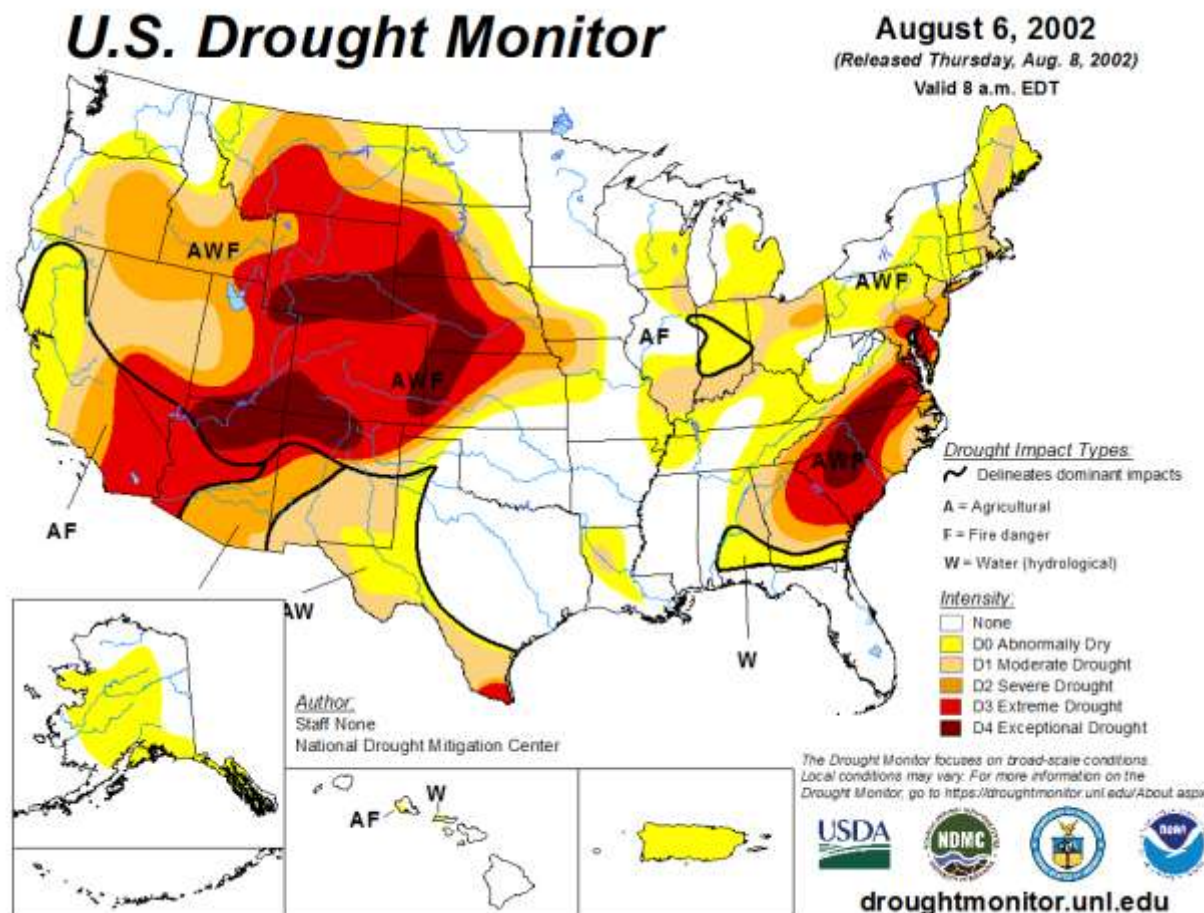 U.S. Drought Monitor
August 6, 2002
(Released Thursday, Aug. 8, 2002)
Valid 8 a.m. EDT
AWF
AWF
AF
AWF
AWF
AF
AW
W
Drought Impact Types:
Delineates dominant impacts
A = Agricultural
F = Fire danger
W = Water (hydrological)
Intensity:
None
D0 Abnormally Dry
D1 Moderate Drought
D2 Severe Drought
D3 Extreme Drought
D4 Exceptional Drought
Author:
Staff None
National Drought Mitigation Center
W
AF
The Drought Monitor focuses on broad-scale conditions.
Local conditions may vary. For more information on the
Drought Monitor, go to https://droughtmonitor.unl.edu/About.aspx
USDA
NDMC
noaa
droughtmonitor.unl.edu